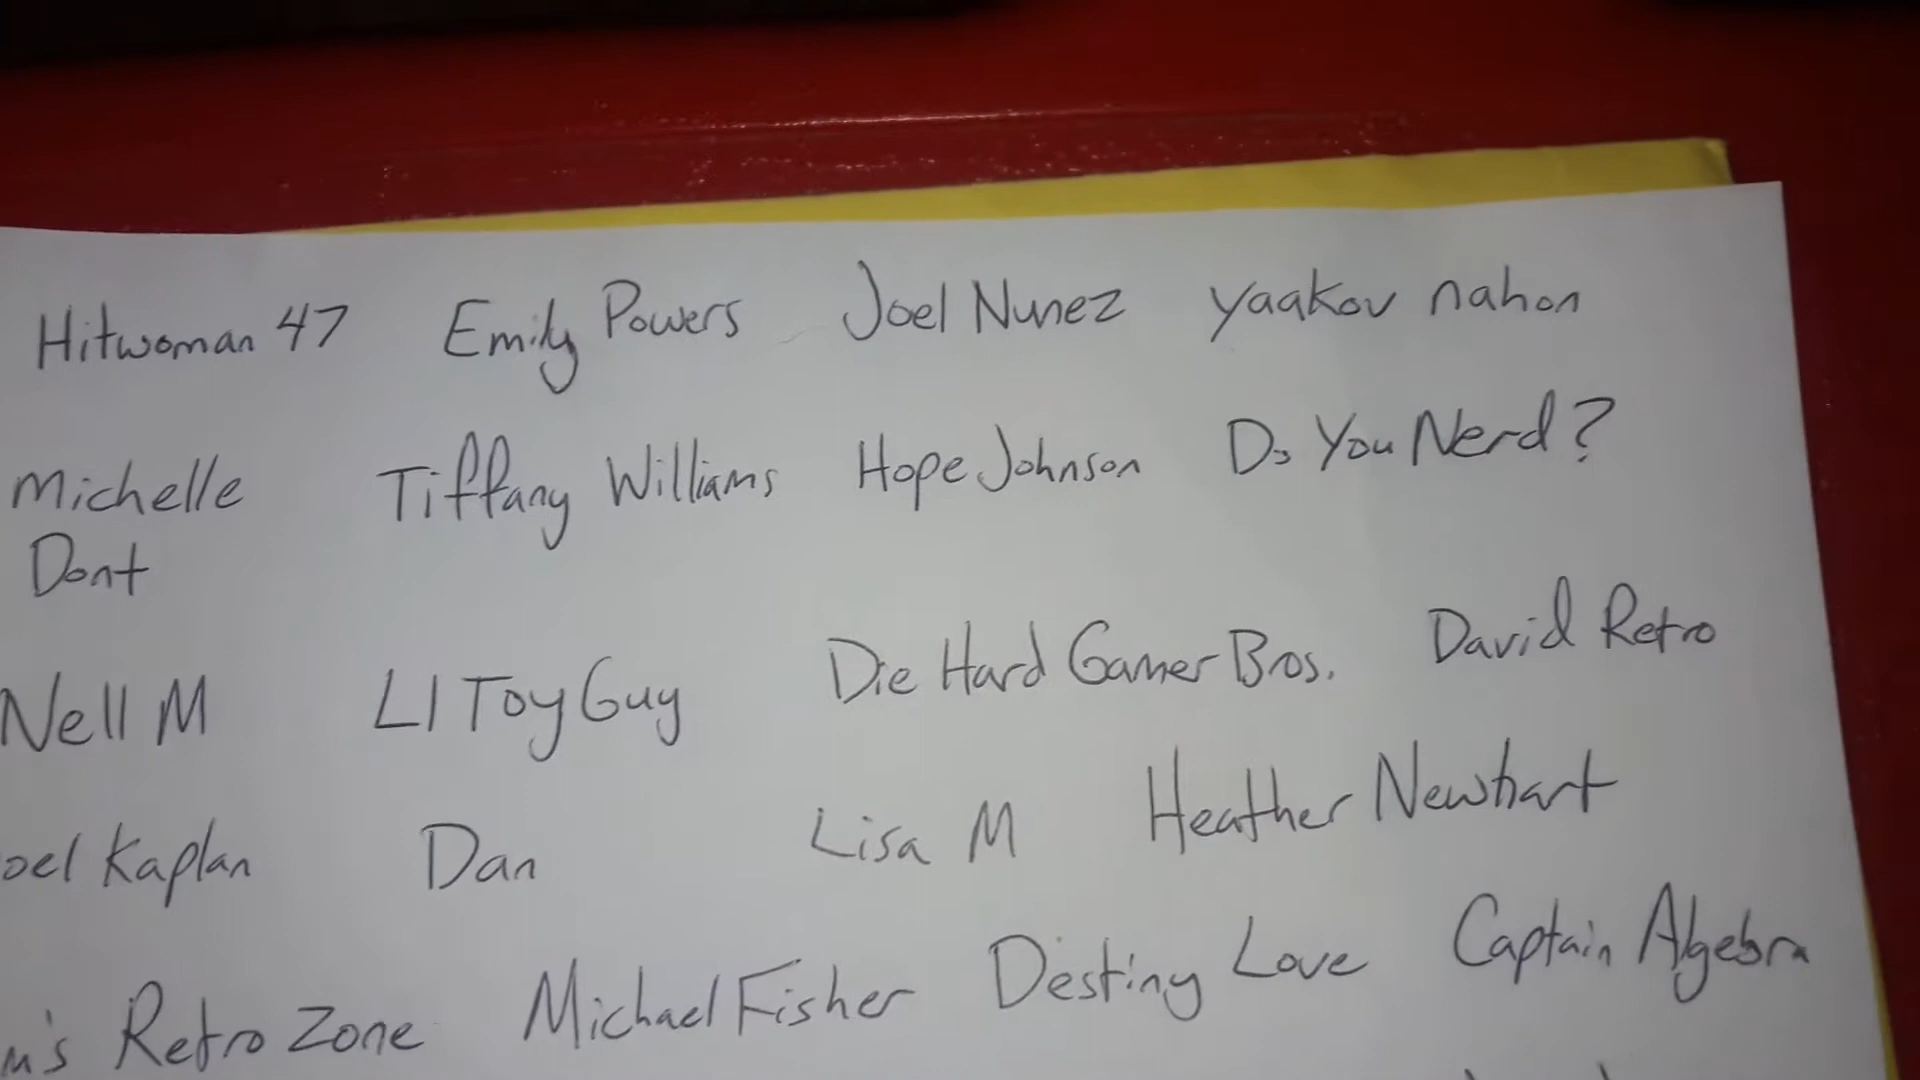 Hitwoman 47 Emily Powers Joel Nunez yaakov nahon
Michelle Tiffany Williams Hope Johnson Do You Nerd?
Dont
Nell M LI Toy Guy Die Hard Gamer Bros. David Retro
oel Kaplan Dan Lisa M Heather Newhart
m's Retro Zone Michael Fisher Destiny Love Captain Algebra